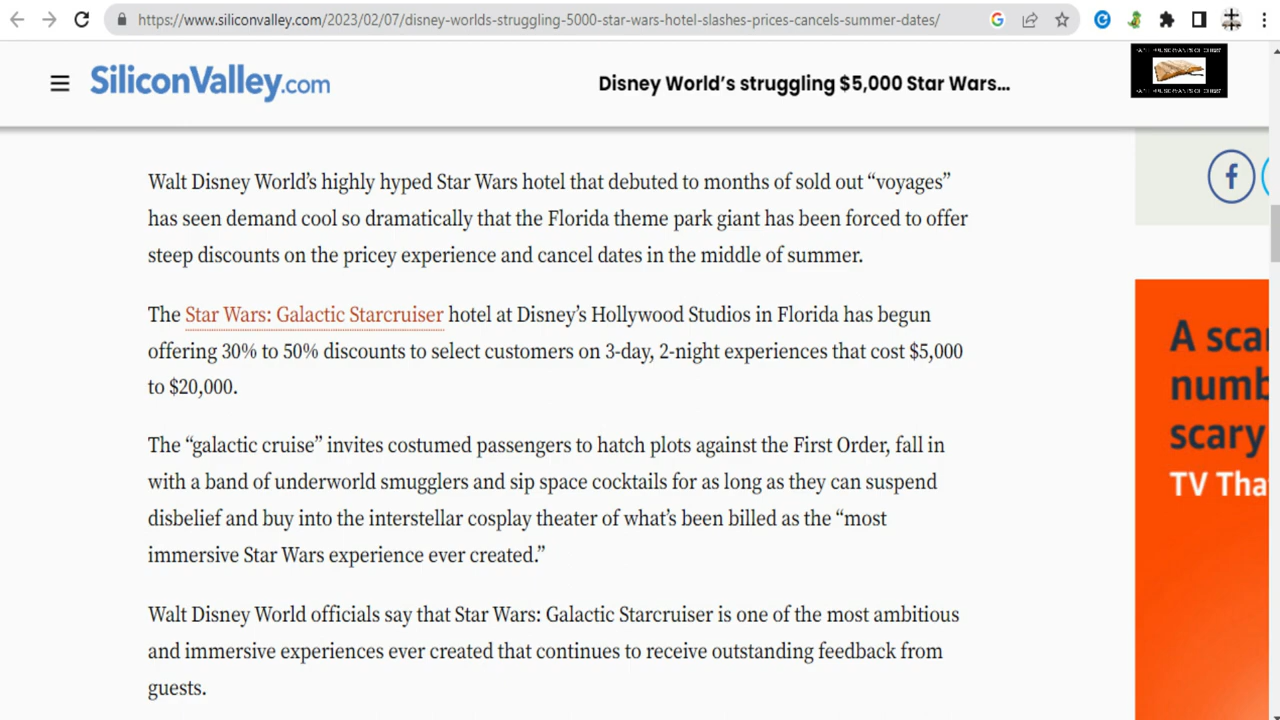 https://www.siliconvalley.com/2023/02/07/disney-worlds-struggling-5000-star-wars-hotel-slashes-prices-cancels-summer-dates/
SiliconValley.com
Disney World’s struggling $5,000 Star Wars...
Walt Disney World’s highly hyped Star Wars hotel that debuted to months of sold out “voyages”
has seen demand cool so dramatically that the Florida theme park giant has been forced to offer
steep discounts on the pricey experience and cancel dates in the middle of summer.
The Star Wars: Galactic Starcruiser hotel at Disney’s Hollywood Studios in Florida has begun
offering 30% to 50% discounts to select customers on 3-day, 2-night experiences that cost $5,000
to $20,000.
The “galactic cruise” invites costumed passengers to hatch plots against the First Order, fall in
with a band of underworld smugglers and sip space cocktails for as long as they can suspend
disbelief and buy into the interstellar cosplay theater of what’s been billed as the “most
immersive Star Wars experience ever created.”
Walt Disney World officials say that Star Wars: Galactic Starcruiser is one of the most ambitious
and immersive experiences ever created that continues to receive outstanding feedback from
guests.
A sca
numb
scary
TV Tha